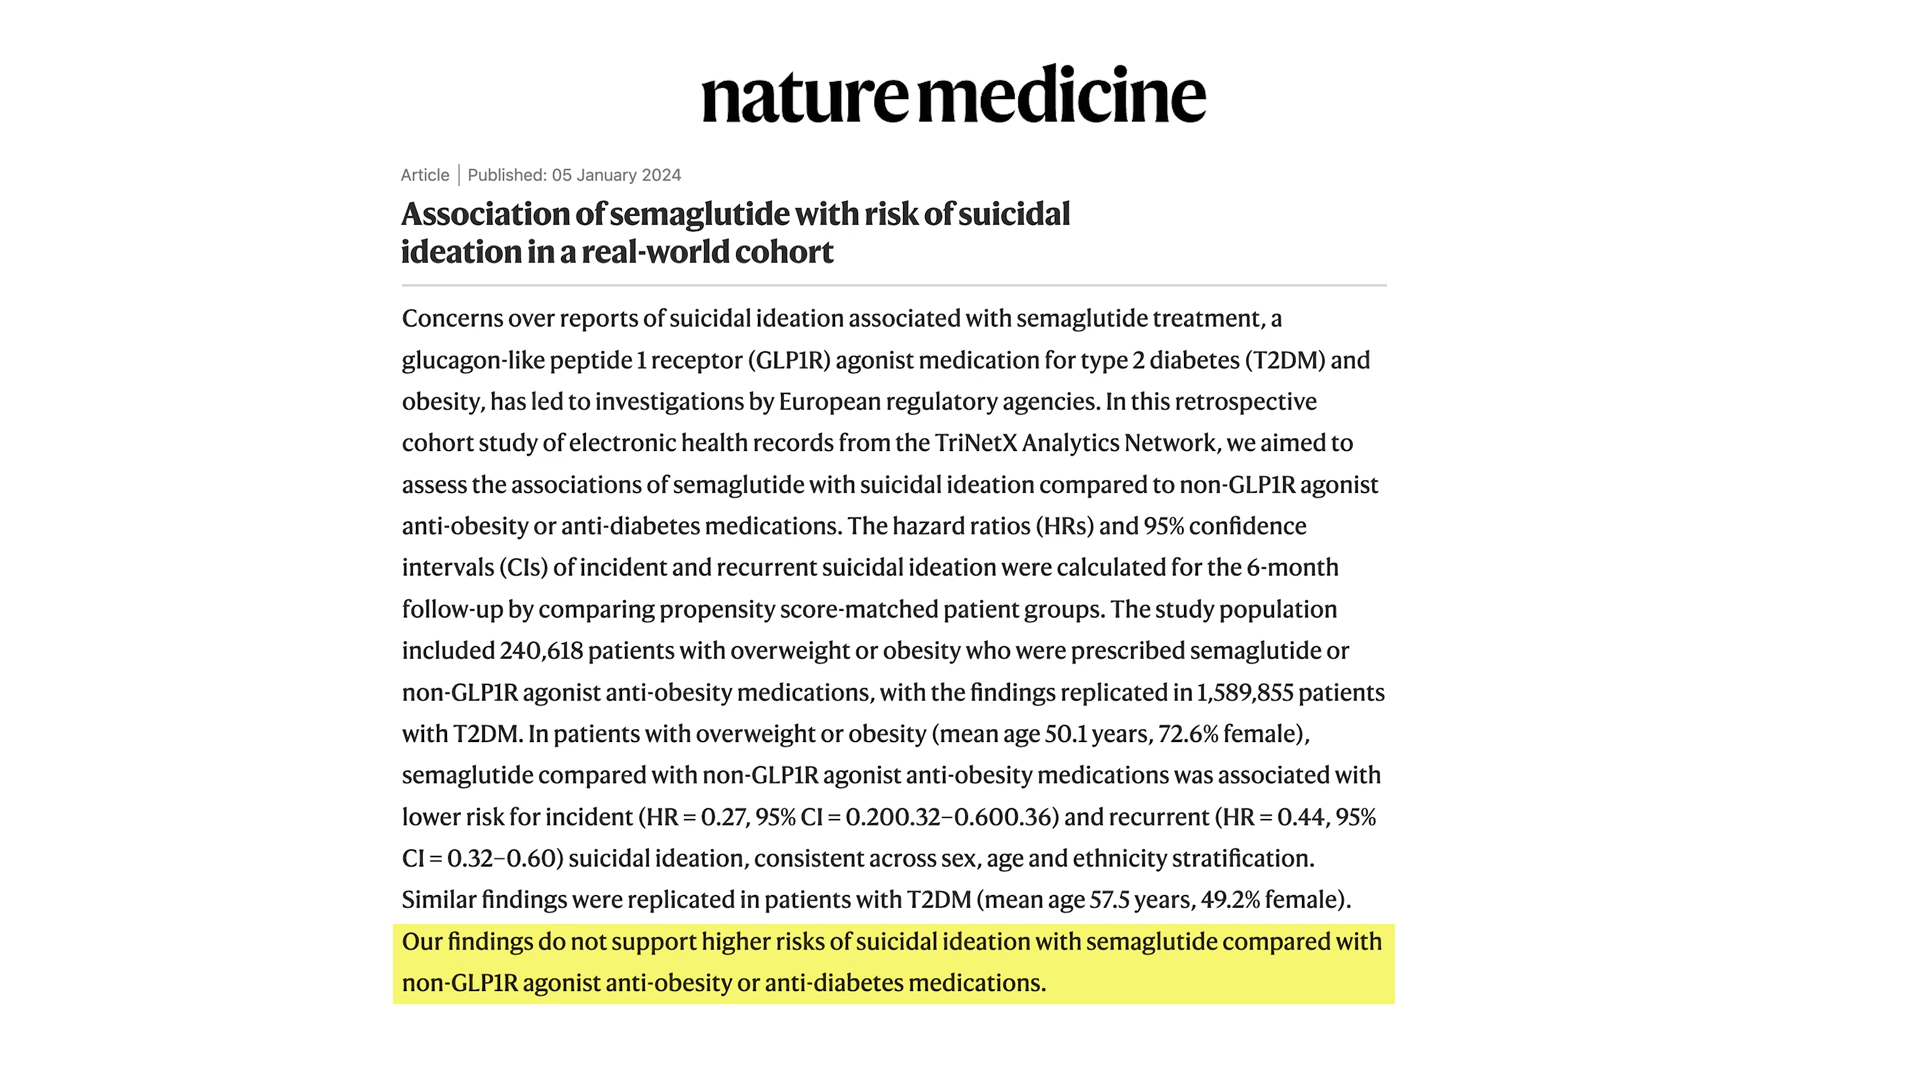 nature medicine
Article | Published: 05 January 2024
Association of semaglutide with risk of suicidal
ideation in a real-world cohort
Concerns over reports of suicidal ideation associated with semaglutide treatment, a
glucagon-like peptide 1 receptor (GLP1R) agonist medication for type 2 diabetes (T2DM) and
obesity, has led to investigations by European regulatory agencies. In this retrospective
cohort study of electronic health records from the TriNetX Analytics Network, we aimed to
assess the associations of semaglutide with suicidal ideation compared to non-GLP1R agonist
anti-obesity or anti-diabetes medications. The hazard ratios (HRs) and 95% confidence
intervals (CIs) of incident and recurrent suicidal ideation were calculated for the 6-month
follow-up by comparing propensity score-matched patient groups. The study population
included 240,618 patients with overweight or obesity who were prescribed semaglutide or
non-GLP1R agonist anti-obesity medications, with the findings replicated in 1,589,855 patients
with T2DM. In patients with overweight or obesity (mean age 50.1 years, 72.6% female),
semaglutide compared with non-GLP1R agonist anti-obesity medications was associated with
lower risk for incident (HR = 0.27, 95% CI = 0.200.32–0.600.36) and recurrent (HR = 0.44, 95%
CI = 0.32–0.60) suicidal ideation, consistent across sex, age and ethnicity stratification.
Similar findings were replicated in patients with T2DM (mean age 57.5 years, 49.2% female).
Our findings do not support higher risks of suicidal ideation with semaglutide compared with
non-GLP1R agonist anti-obesity or anti-diabetes medications.